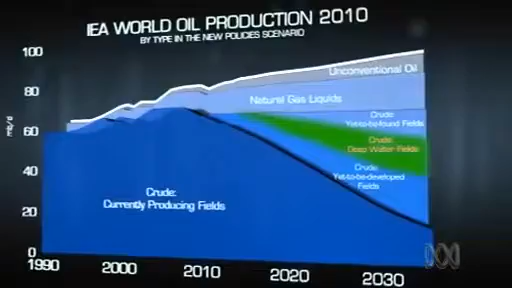 IEA WORLD OIL PRODUCTION 2010
BY TYPE IN THE NEW POLICIES SCENARIO
100
80
60
40
20
0
mb/d
Unconventional Oil
Natural Gas Liquids
Crude:
Yet-to-be-found Fields
Crude:
Deep Water Fields
Crude:
Yet-to-be-developed
Fields
Crude:
Currently Producing Fields
1990
2000
2010
2020
2030